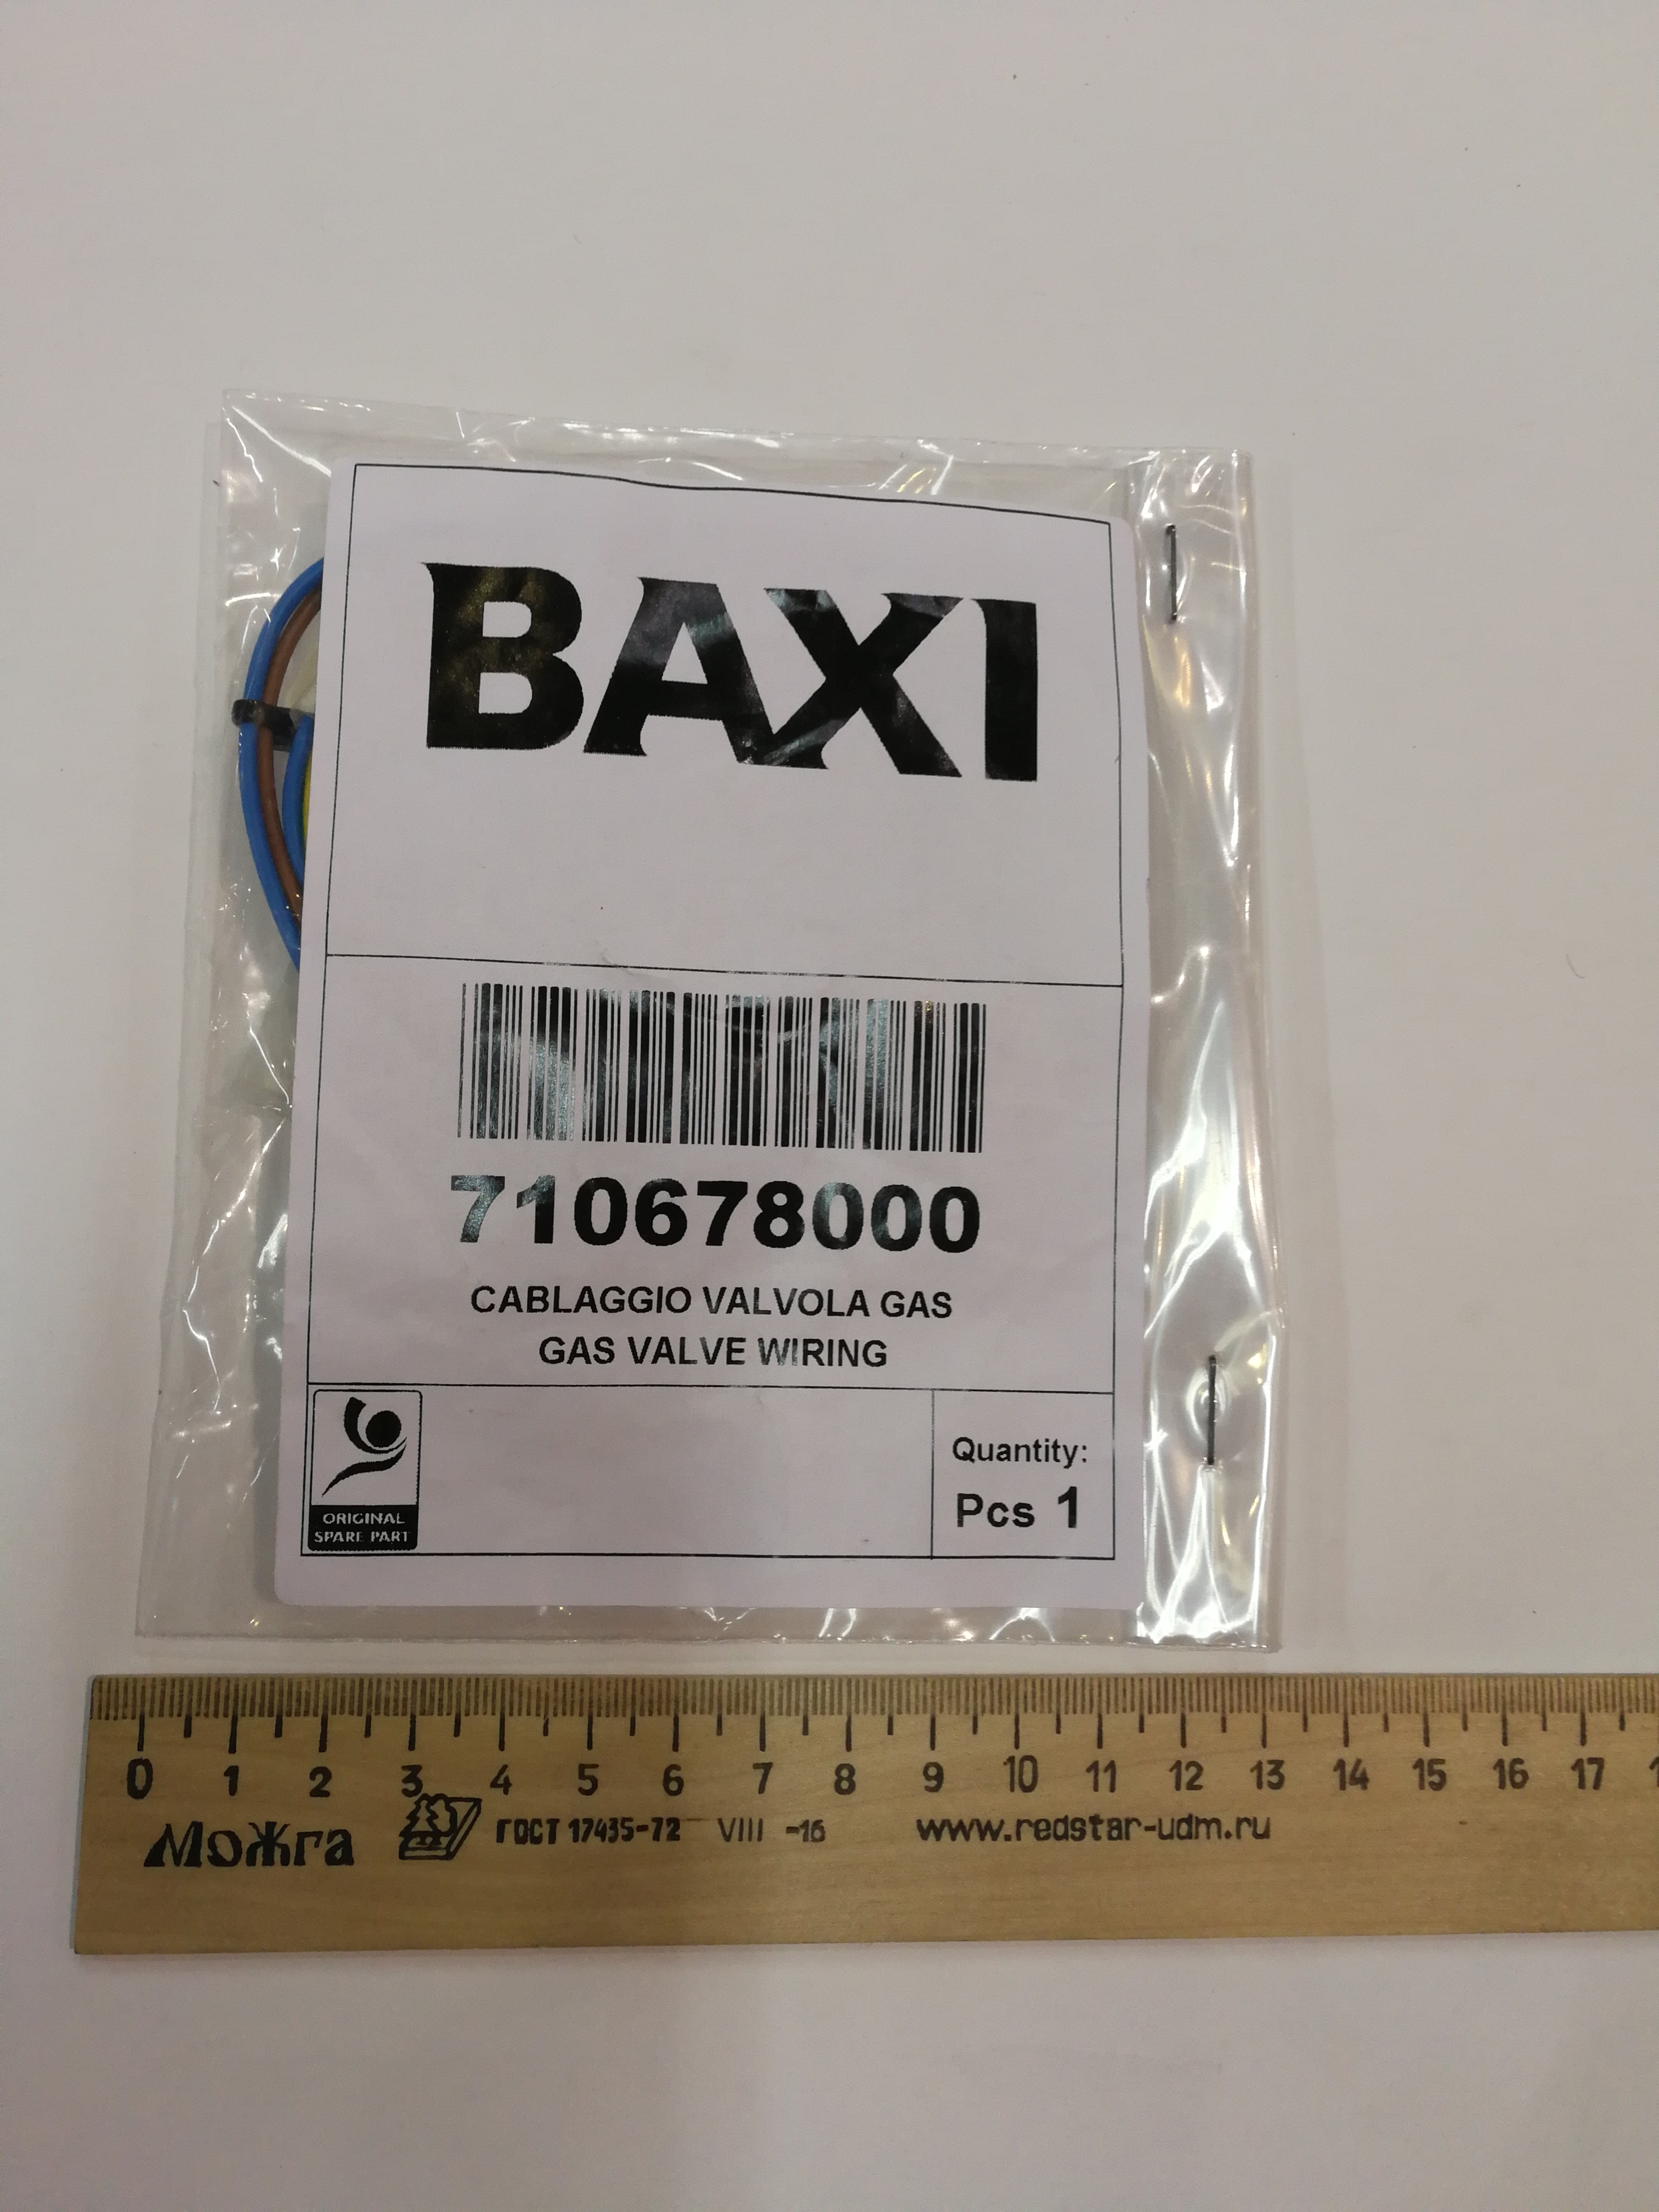 BAXI
710678000
CABLAGGIO VALVOLA GAS
GAS VALVE WIRING
ORIGINAL
SPARE PART
Quantity:
Pcs 1
0 1 2 3 4 5 6 7 8 9 10 11 12 13 14 15 16 17
Можга ГОСТ 17435-72 VIII -16 www.redstar-udm.ru